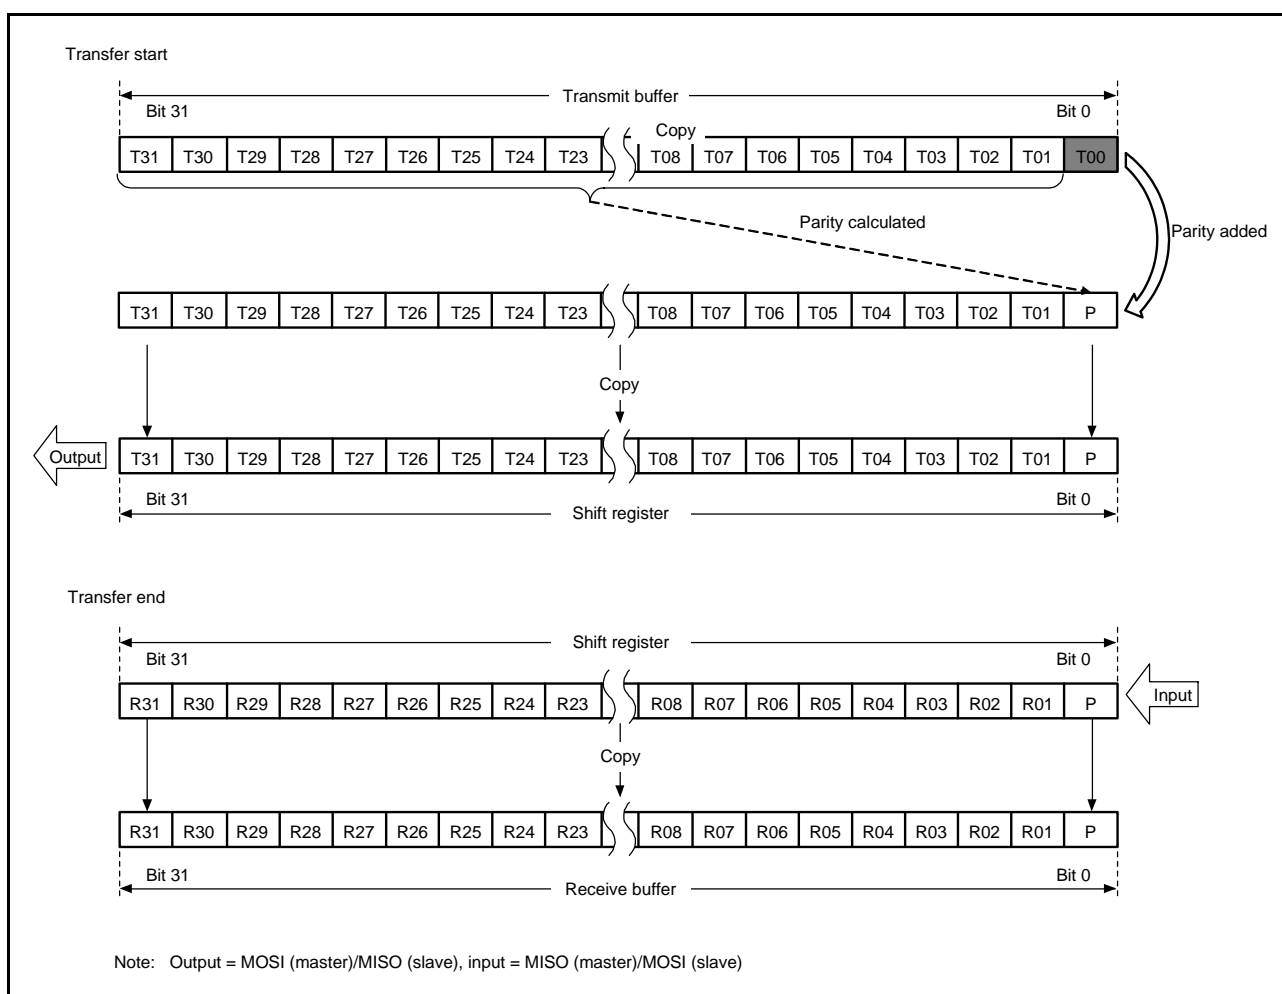 Transfer start
Transmit buffer
Bit 31 Bit 0
Copy
T31 T30 T29 T28 T27 T26 T25 T24 T23 T08 T07 T06 T05 T04 T03 T02 T01 T00
Parity calculated
Parity added
T31 T30 T29 T28 T27 T26 T25 T24 T23 T08 T07 T06 T05 T04 T03 T02 T01 P
Copy
Output
T31 T30 T29 T28 T27 T26 T25 T24 T23 T08 T07 T06 T05 T04 T03 T02 T01 P
Bit 31 Bit 0
Shift register
Transfer end
Shift register
Bit 31 Bit 0
R31 R30 R29 R28 R27 R26 R25 R24 R23 R08 R07 R06 R05 R04 R03 R02 R01 P
Input
Copy
R31 R30 R29 R28 R27 R26 R25 R24 R23 R08 R07 R06 R05 R04 R03 R02 R01 P
Bit 31 Bit 0
Receive buffer
Note: Output = MOSI (master)/MISO (slave), input = MISO (master)/MOSI (slave)